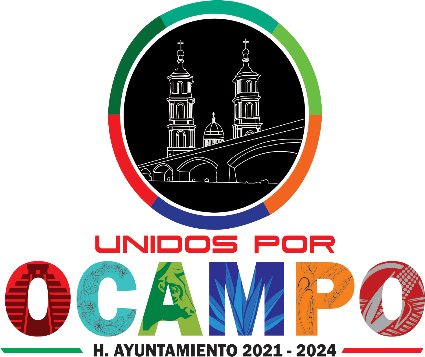 UNIDOS POR
OCAMPO
H. AYUNTAMIENTO 2021 - 2024